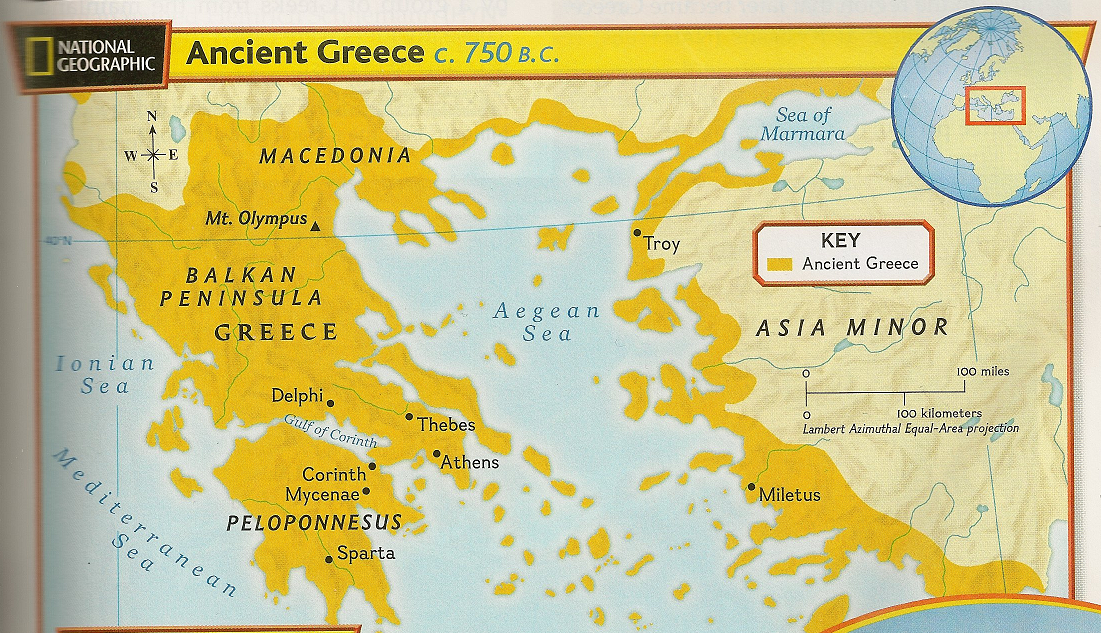 NATIONAL
GEOGRAPHIC
Ancient Greece c. 750 B.C.
Sea of
Marmara
N
W E
S
MACEDONIA
Mt. Olympus
40°N
Troy
KEY
Ancient Greece
BALKAN
PENINSULA
GREECE
Aegean
Sea
ASIA MINOR
Ionian
Sea
0 100 miles
0 100 kilometers
Lambert Azimuthal Equal-Area projection
Delphi
Thebes
Gulf of Corinth
Athens
Corinth
Mycenae
Miletus
Mediterranean
Sea
PELOPONNESUS
Sparta